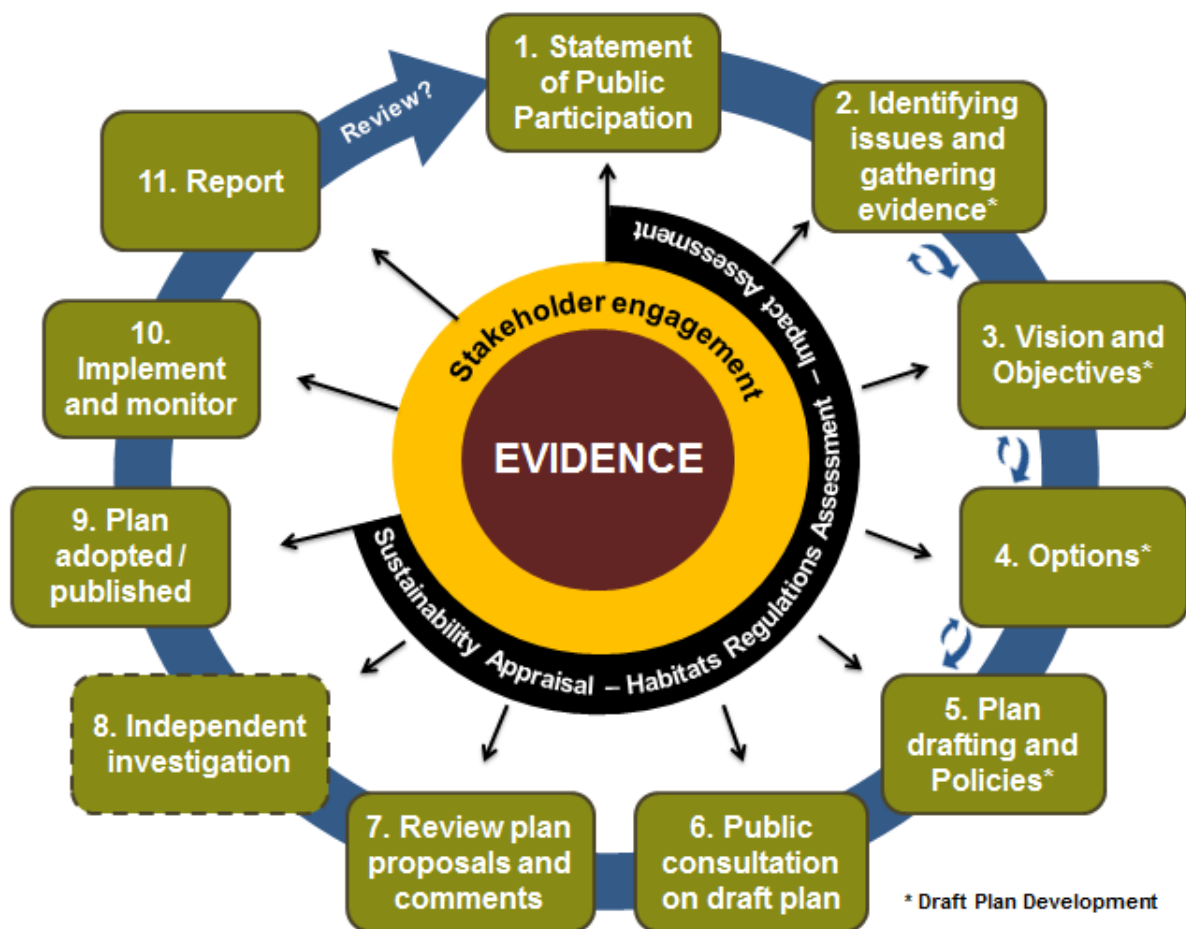 1. Statement
of Public
Participation
2. Identifying
issues and
gathering
evidence*
3. Vision and
Objectives*
4. Options*
5. Plan
drafting and
Policies*
6. Public
consultation
on draft plan
7. Review plan
proposals and
comments
8. Independent
investigation
9. Plan
adopted /
published
10.
Implement
and monitor
11. Report
Review?
Stakeholder engagement
EVIDENCE
Sustainability Appraisal – Habitats Regulations Assessment – Impact Assessment
* Draft Plan Development